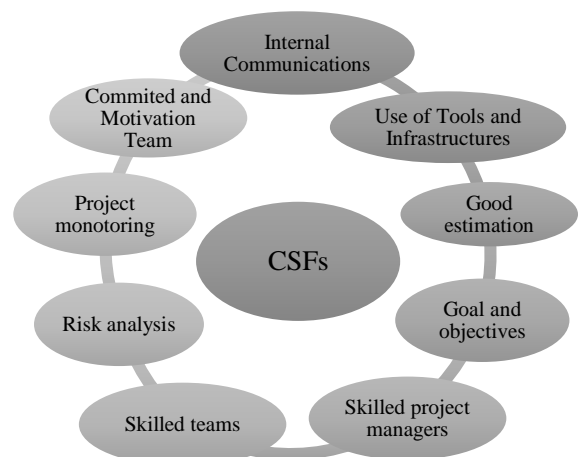 Internal
Communications
Commited and
Motivation
Team
Use of Tools and
Infrastructures
Project
monotoring
Good
estimation
CSFs
Risk analysis
Goal and
objectives
Skilled teams
Skilled project
managers